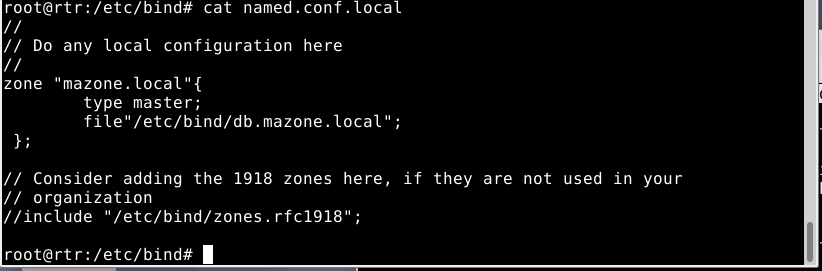 root@rtr:/etc/bind# cat named.conf.local
//
// Do any local configuration here
//
zone "mazone.local"{
        type master;
        file"/etc/bind/db.mazone.local";
 };

// Consider adding the 1918 zones here, if they are not used in your
// organization
//include "/etc/bind/zones.rfc1918";

root@rtr:/etc/bind#